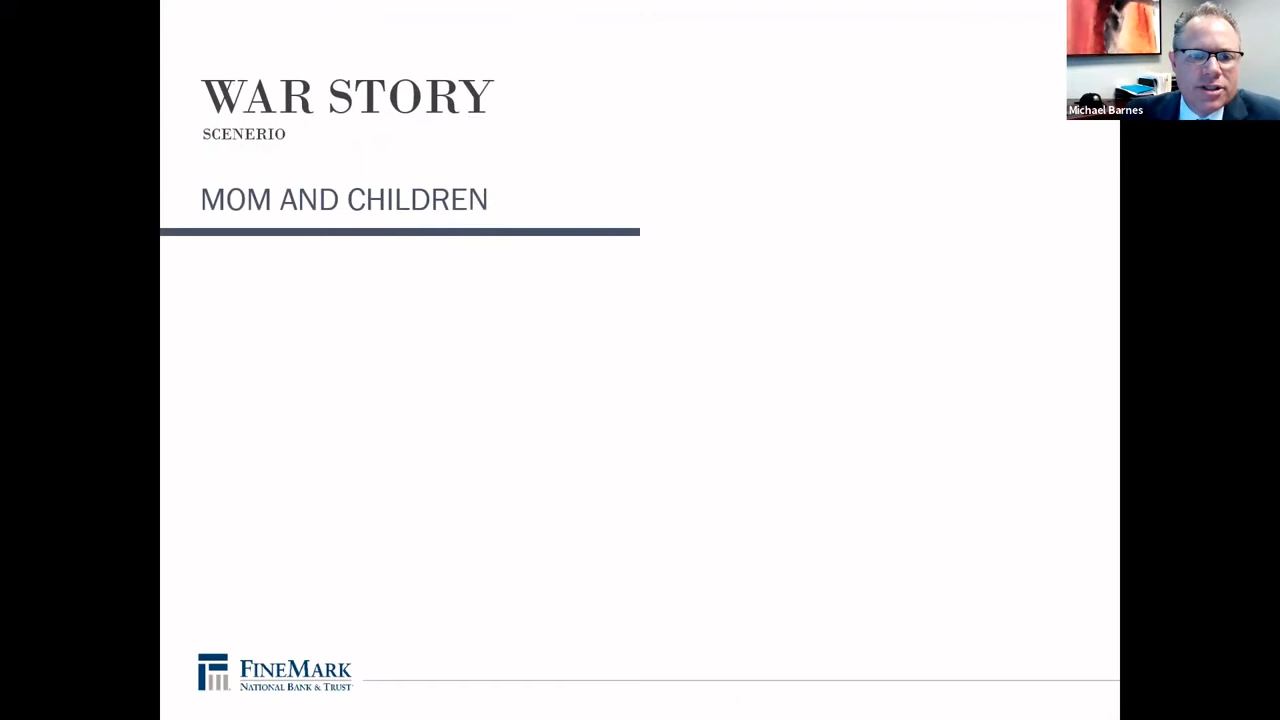 WAR STORY
SCENERIO
MOM AND CHILDREN
Michael Barnes
FINEMARK
NATIONAL BANK & TRUST